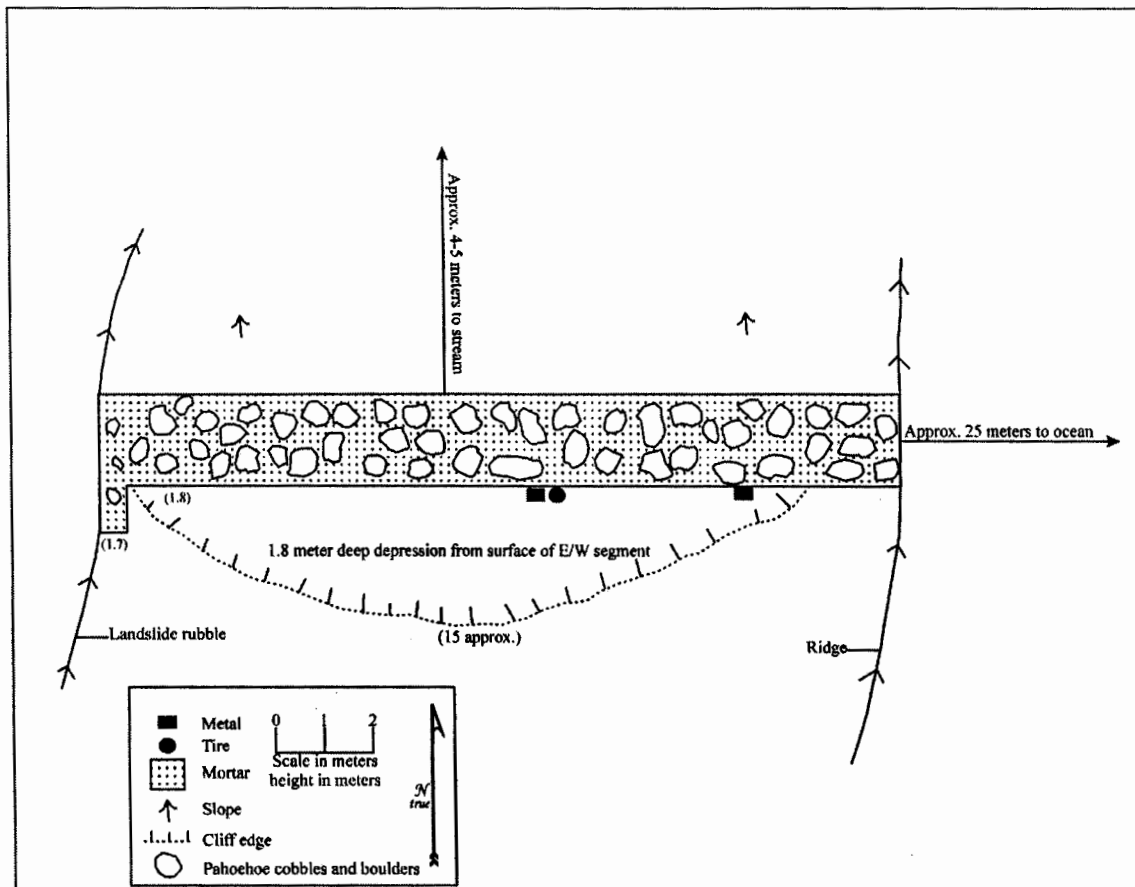 Approx. 4-5 meters to stream
Approx. 25 meters to ocean
(1.8)
(1.7)
1.8 meter deep depression from surface of E/W segment
(15 approx.)
Landslide rubble
Ridge
Metal
Tire
Mortar
Slope
Cliff edge
Pahoehoe cobbles and boulders
0 1 2
Scale in meters
height in meters
N
true